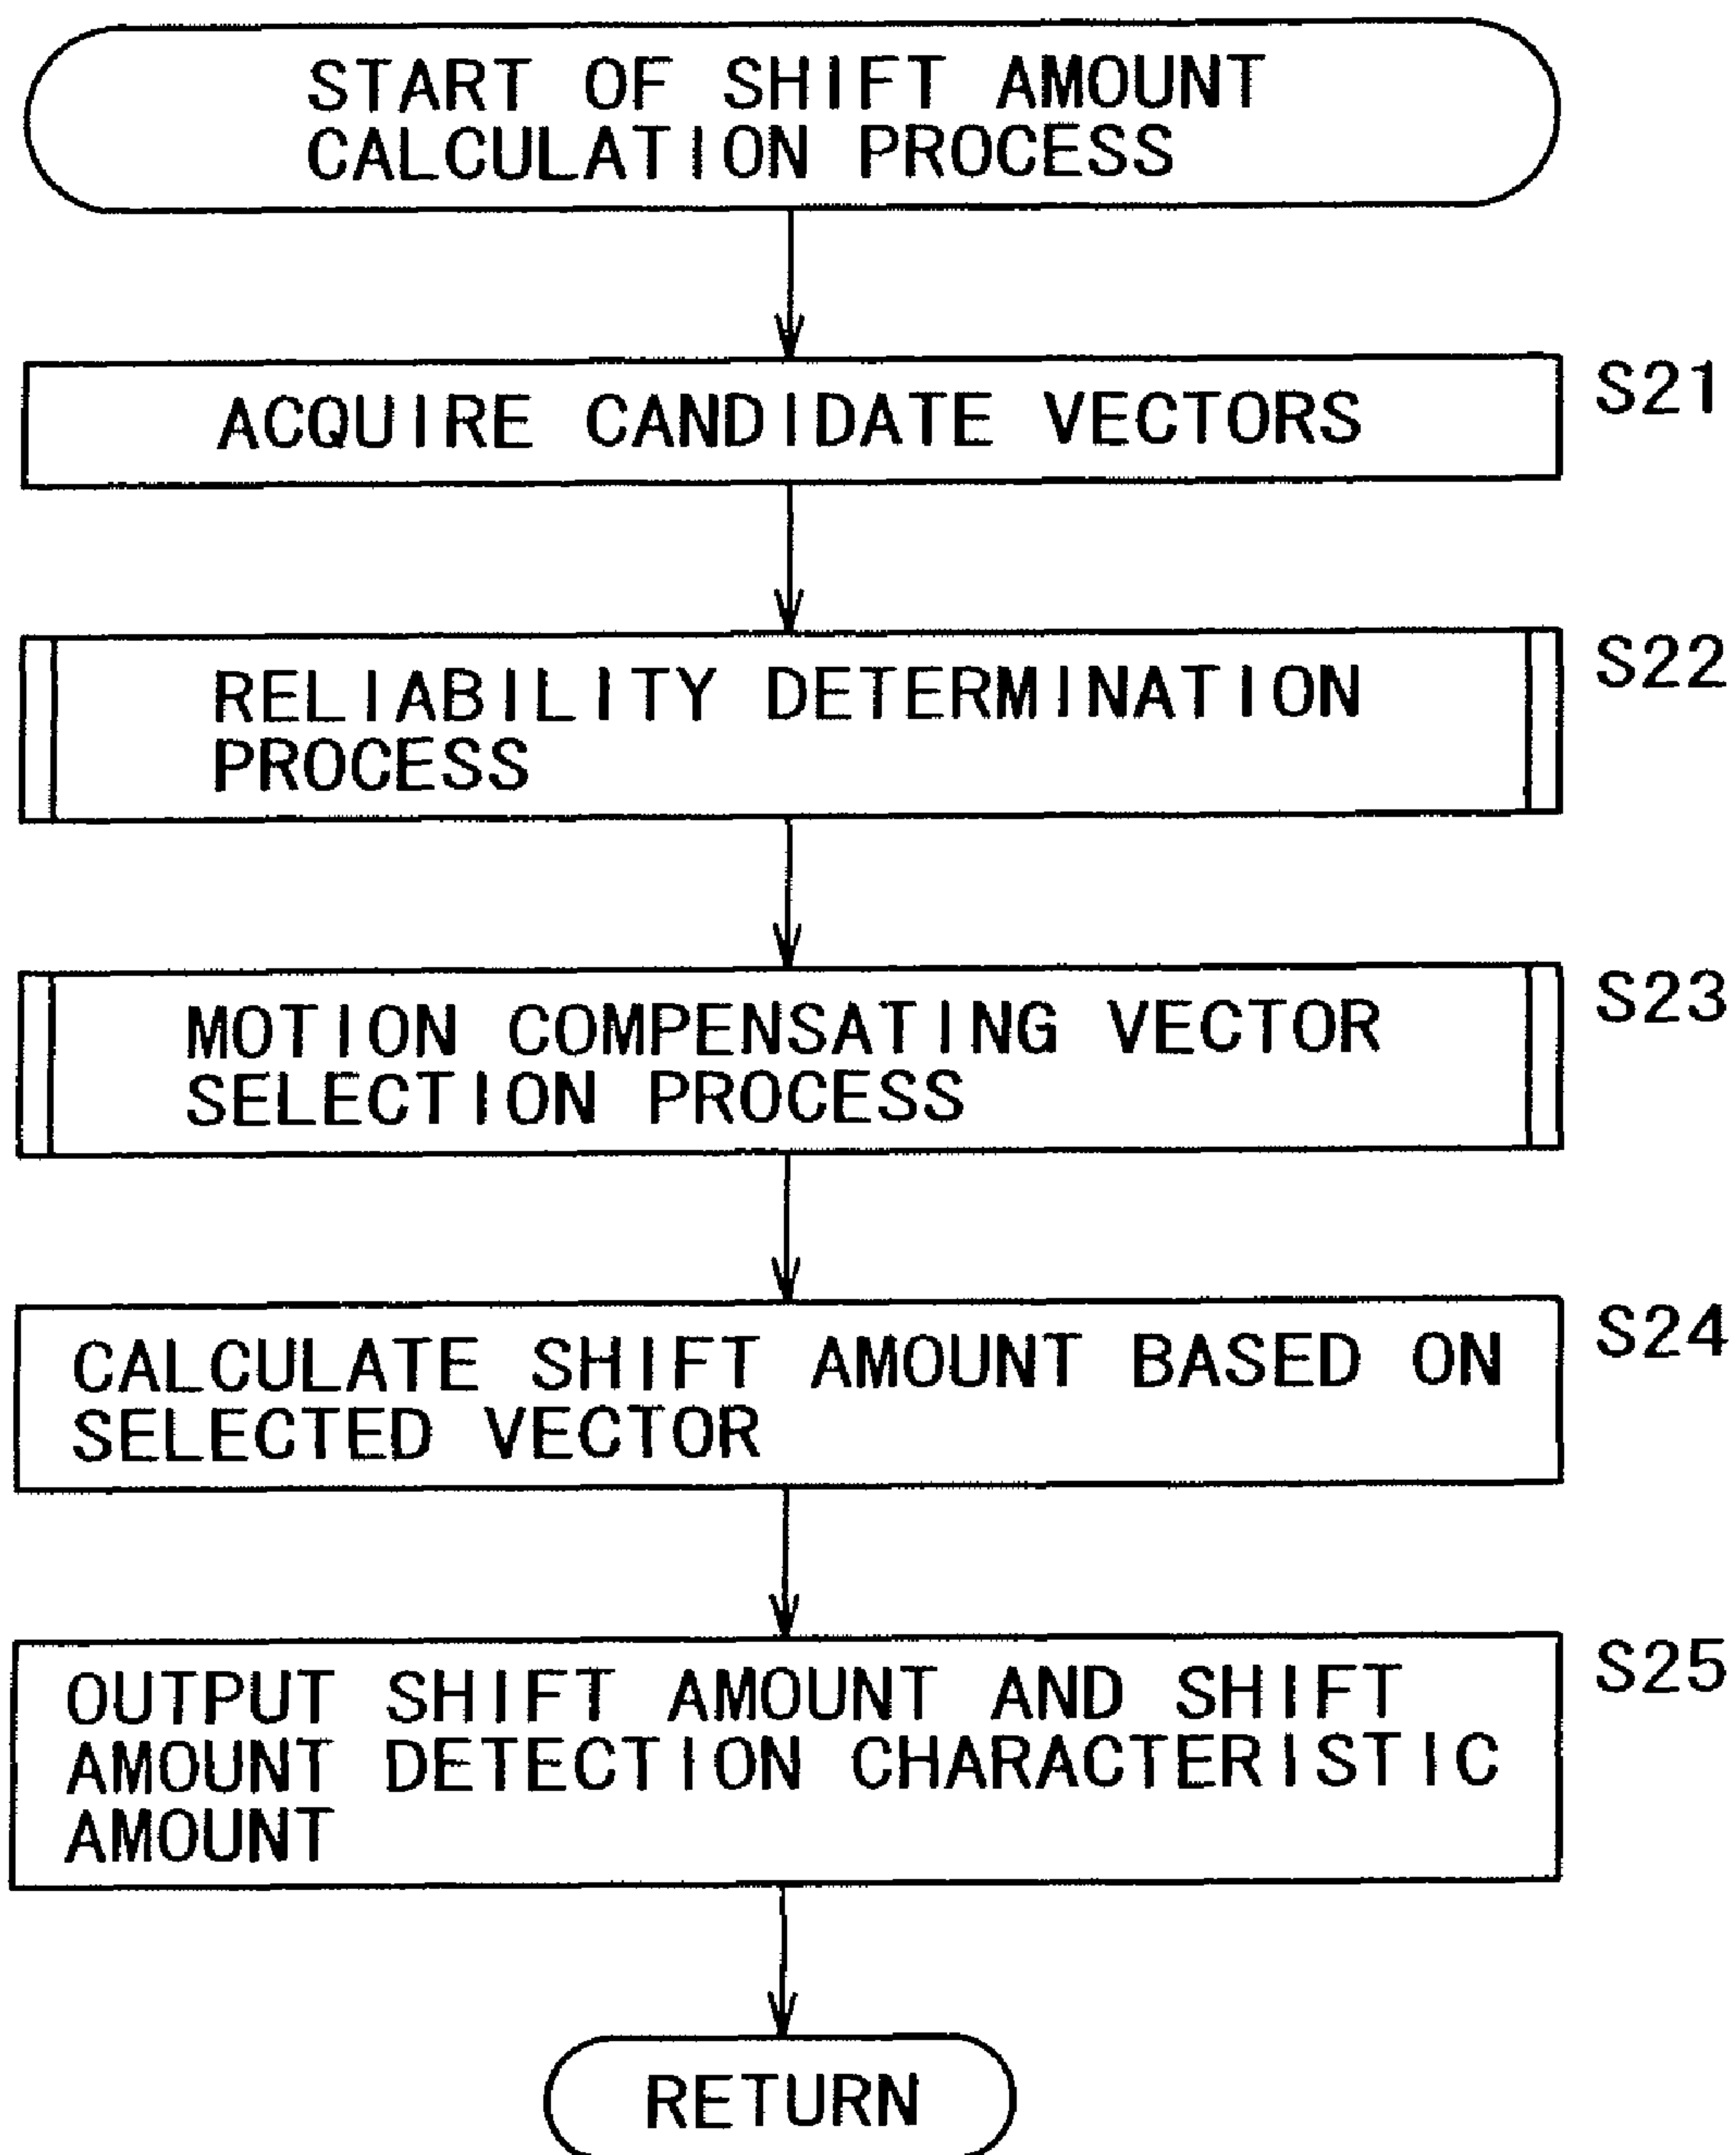 START OF SHIFT AMOUNT
CALCULATION PROCESS
ACQUIRE CANDIDATE VECTORS
S21
RELIABILITY DETERMINATION
PROCESS
S22
MOTION COMPENSATING VECTOR
SELECTION PROCESS
S23
CALCULATE SHIFT AMOUNT BASED ON
SELECTED VECTOR
S24
OUTPUT SHIFT AMOUNT AND SHIFT
AMOUNT DETECTION CHARACTERISTIC
AMOUNT
S25
RETURN